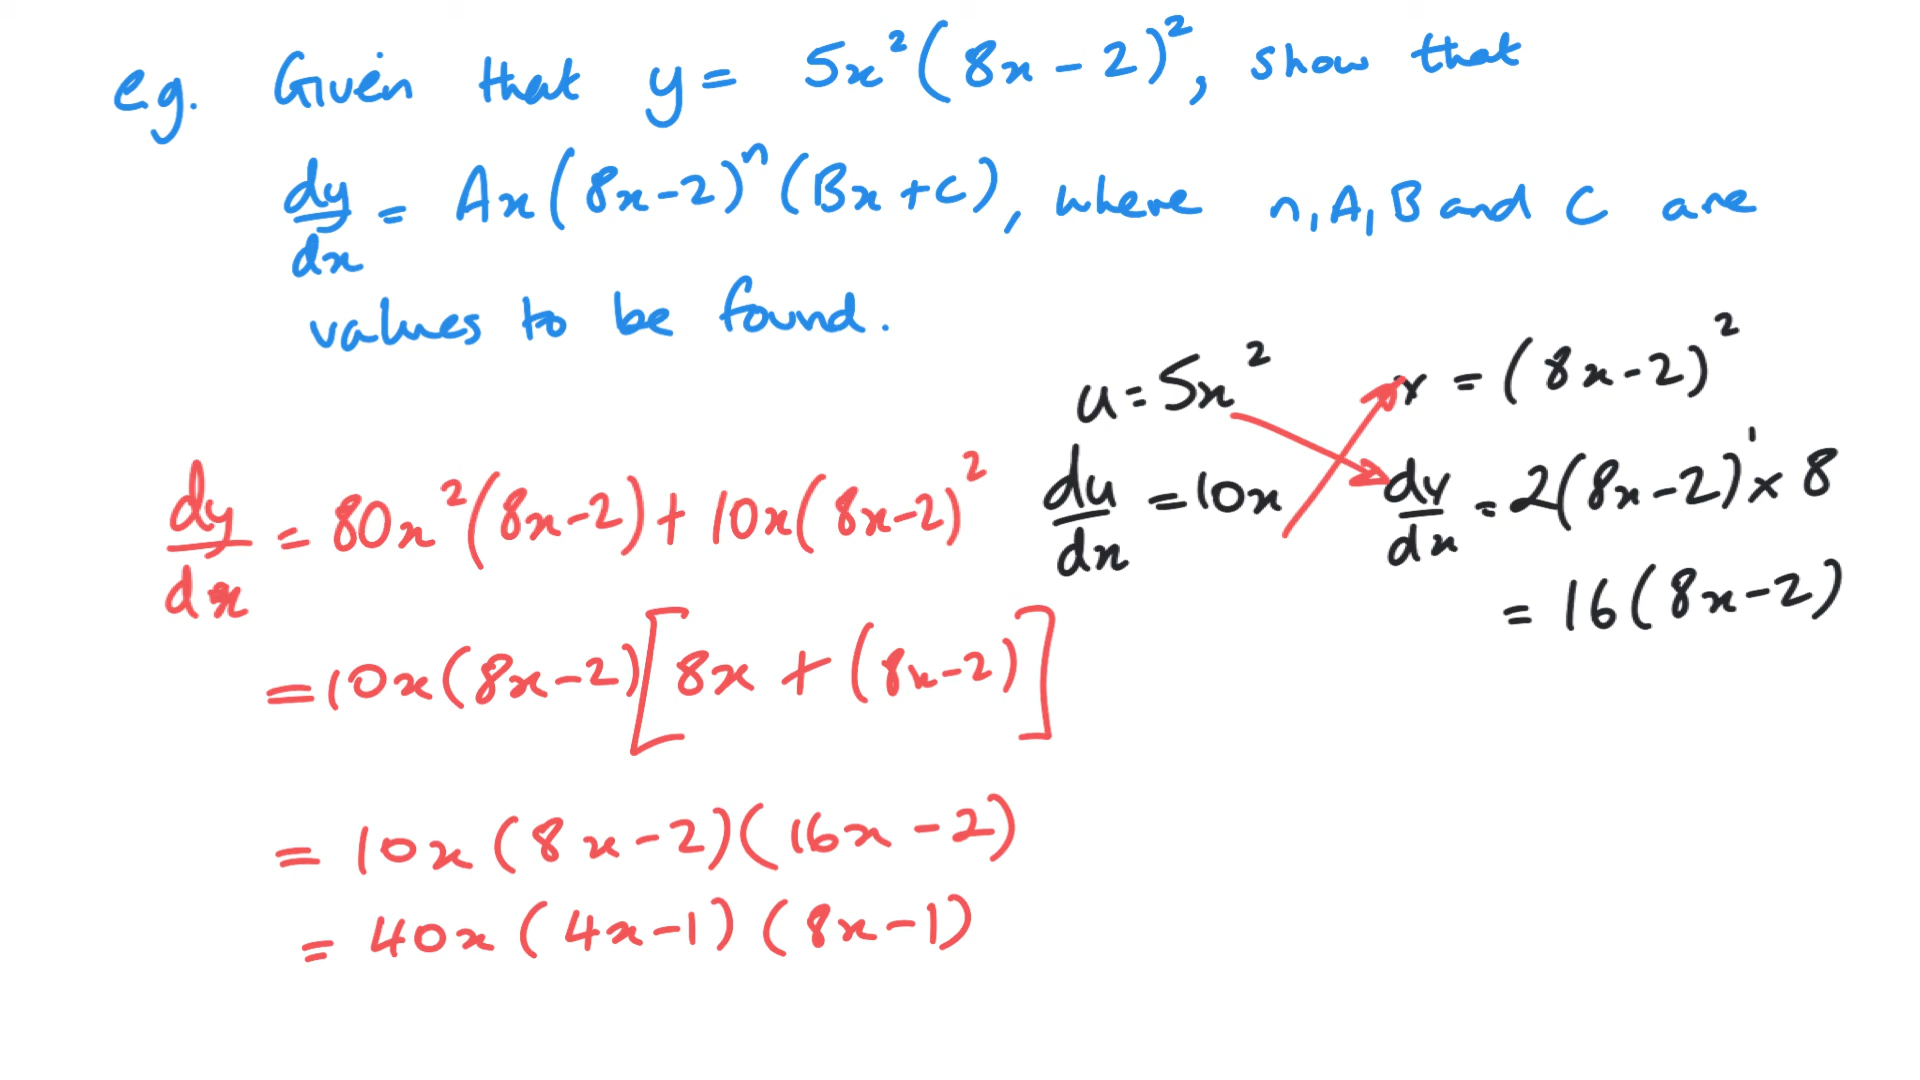 e.g. Given that y = 5x²(8x - 2)², show that
dy/dx = Ax(8x-2)ⁿ(Bx+C), where n, A, B and C are
values to be found.
u = 5x² v = (8x-2)²
du/dx = 10x dv/dx = 2(8x-2)¹ × 8
= 16(8x-2)
dy/dx = 80x²(8x-2) + 10x(8x-2)²
= 10x(8x-2)[8x + (8x-2)]
= 10x(8x-2)(16x-2)
= 40x(4x-1)(8x-1)